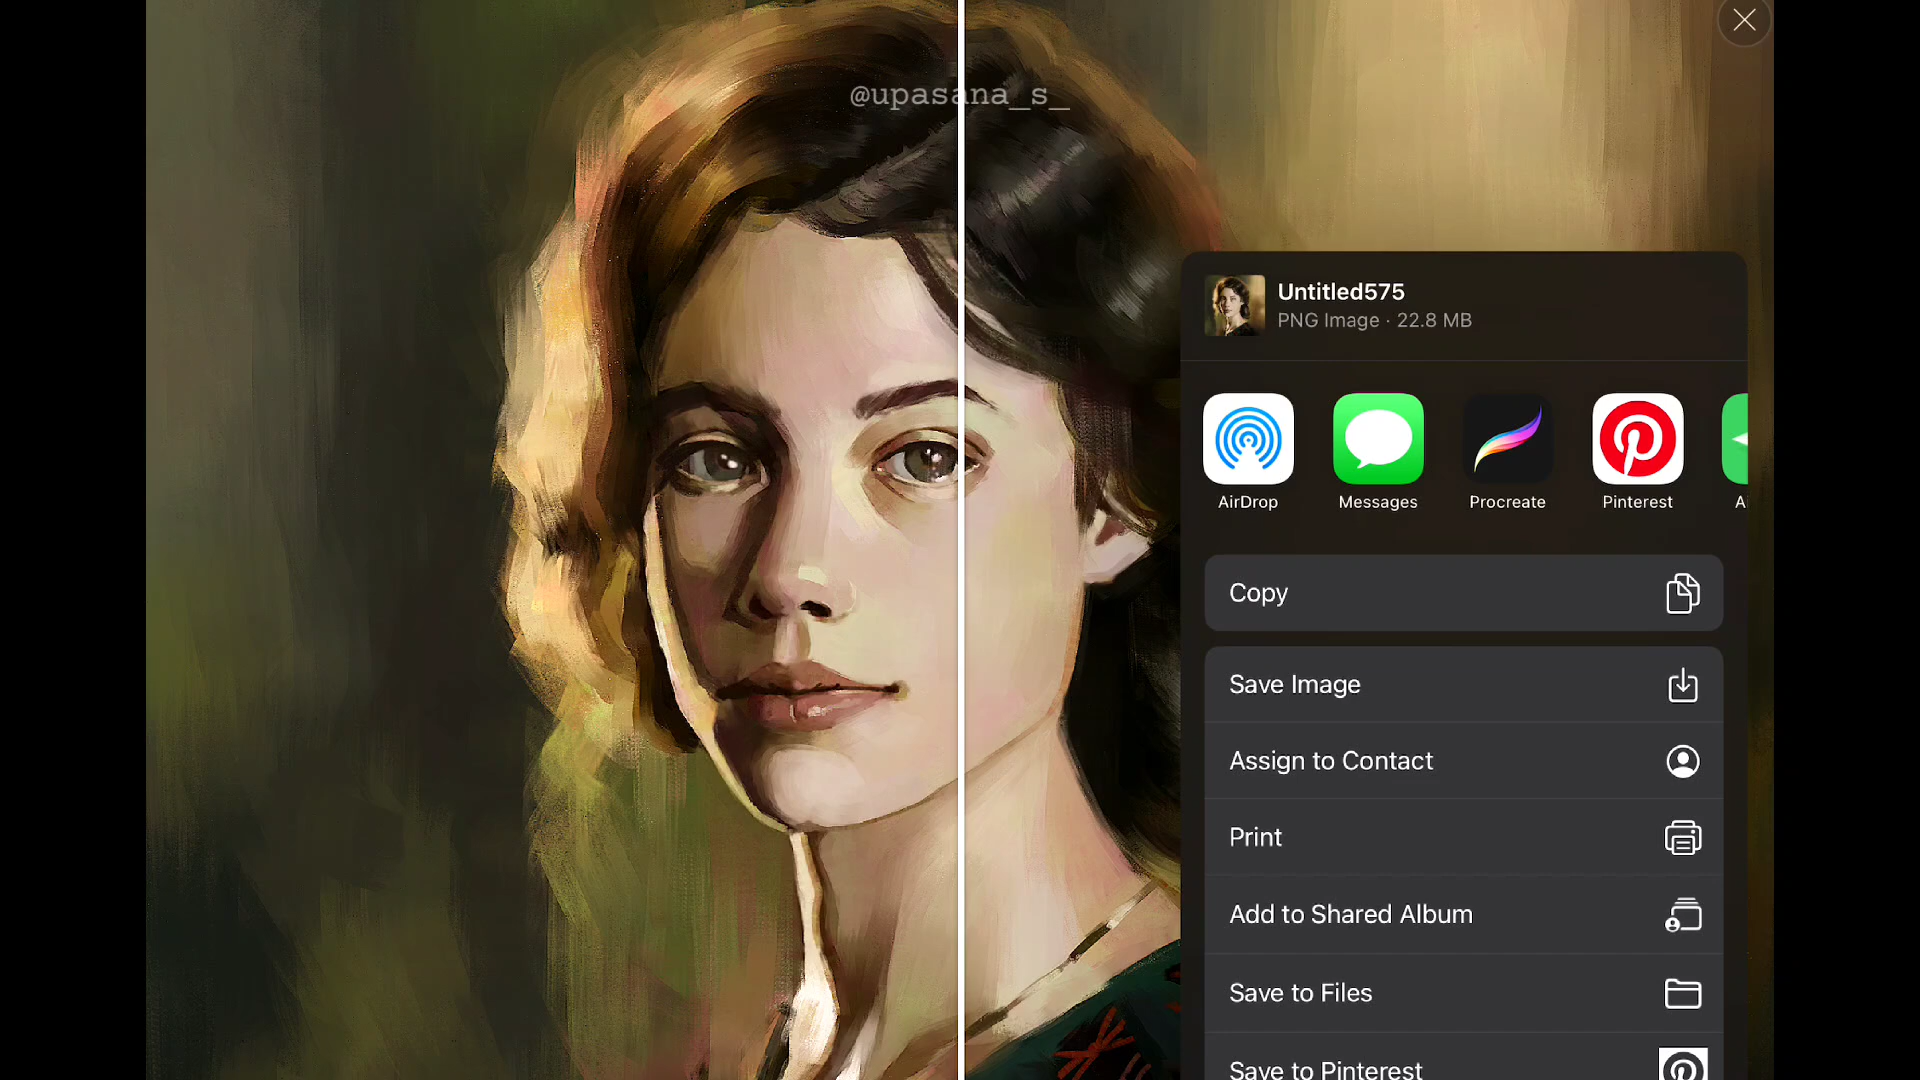 @upasana_s_
Untitled575
PNG Image · 22.8 MB
AirDrop
Messages
Procreate
Pinterest
Copy
Save Image
Assign to Contact
Print
Add to Shared Album
Save to Files
Save to Pinterest